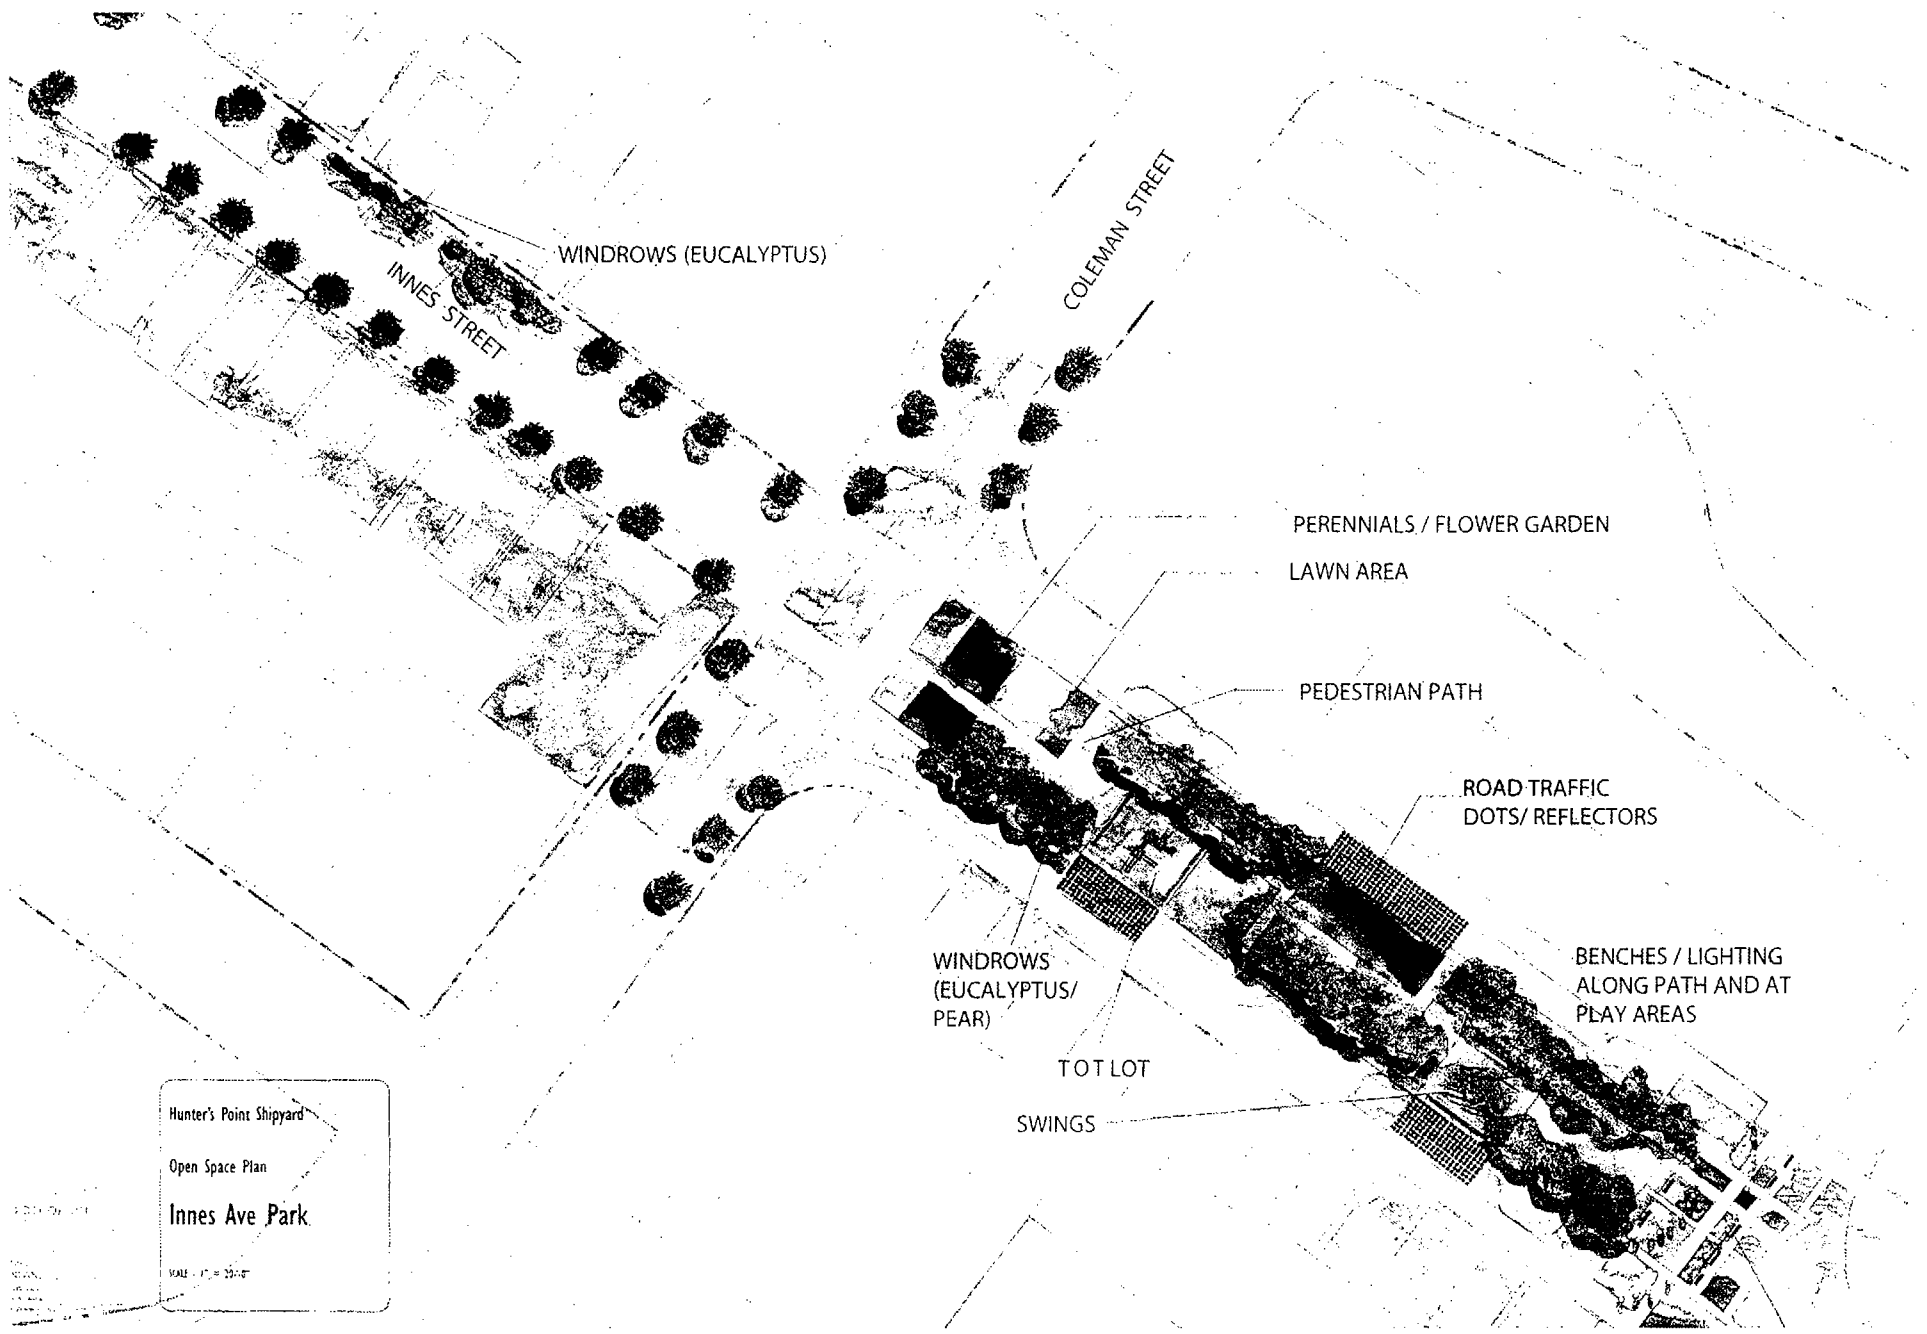 WINDROWS (EUCALYPTUS)
INNES STREET
COLEMAN STREET
PERENNIALS / FLOWER GARDEN
LAWN AREA
PEDESTRIAN PATH
ROAD TRAFFIC
DOTS/ REFLECTORS
WINDROWS
(EUCALYPTUS/
PEAR)
BENCHES / LIGHTING
ALONG PATH AND AT
PLAY AREAS
TOT LOT
SWINGS
Hunter's Point Shipyard
Open Space Plan
Innes Ave Park
SCALE